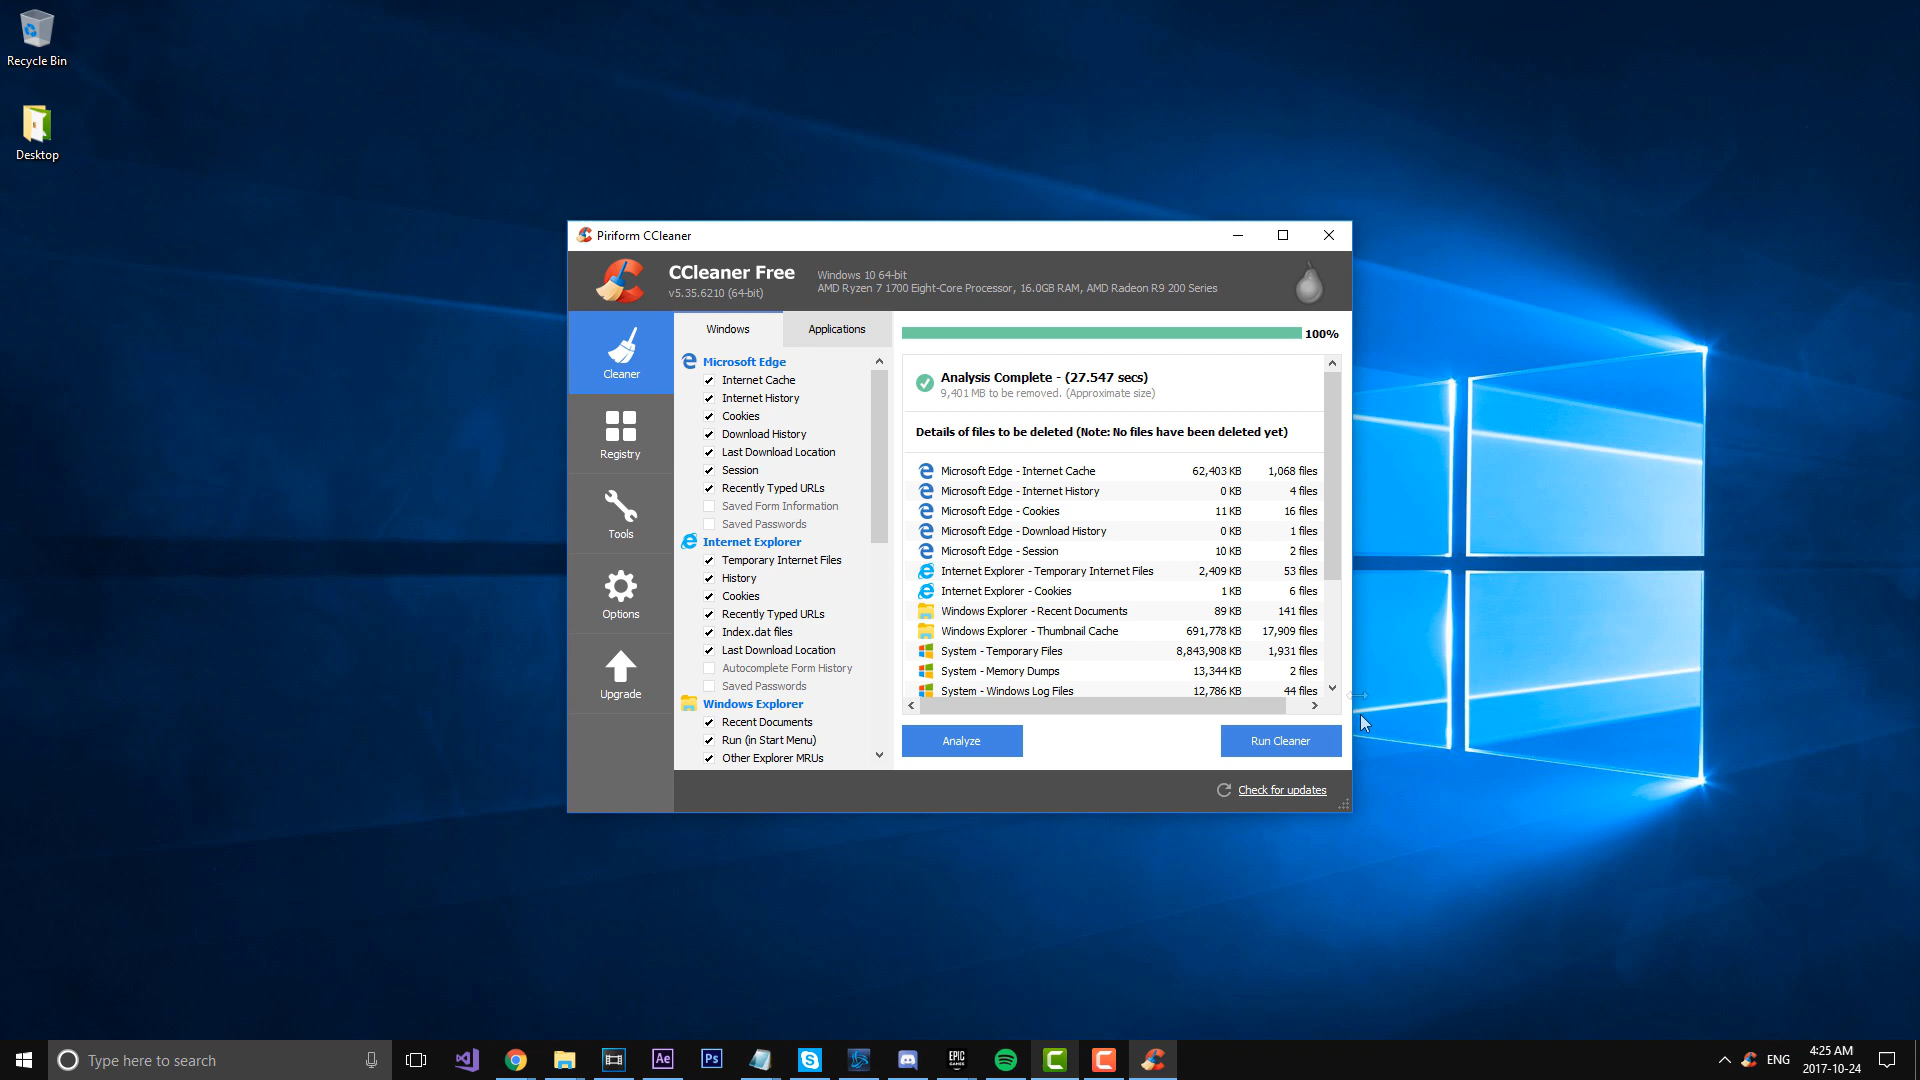 Recycle Bin
Desktop
Piriform CCleaner
CCleaner Free
v5.35.6210 (64-bit)
Windows 10 64-bit
AMD Ryzen 7 1700 Eight-Core Processor, 16.0GB RAM, AMD Radeon R9 200 Series
Cleaner
Registry
Tools
Options
Upgrade
Windows
Applications
Microsoft Edge
Internet Cache
Internet History
Cookies
Download History
Last Download Location
Session
Recently Typed URLs
Saved Form Information
Saved Passwords
Internet Explorer
Temporary Internet Files
History
Cookies
Recently Typed URLs
Index.dat files
Last Download Location
Autocomplete Form History
Saved Passwords
Windows Explorer
Recent Documents
Run (in Start Menu)
Other Explorer MRUs
100%
Analysis Complete - (27.547 secs)
9,401 MB to be removed. (Approximate size)
Details of files to be deleted (Note: No files have been deleted yet)
Microsoft Edge - Internet Cache 62,403 KB 1,068 files
Microsoft Edge - Internet History 0 KB 4 files
Microsoft Edge - Cookies 11 KB 16 files
Microsoft Edge - Download History 0 KB 1 files
Microsoft Edge - Session 10 KB 2 files
Internet Explorer - Temporary Internet Files 2,409 KB 53 files
Internet Explorer - Cookies 1 KB 6 files
Windows Explorer - Recent Documents 89 KB 141 files
Windows Explorer - Thumbnail Cache 691,778 KB 17,909 files
System - Temporary Files 8,843,908 KB 1,931 files
System - Memory Dumps 13,344 KB 2 files
System - Windows Log Files 12,786 KB 44 files
Analyze
Run Cleaner
Check for updates
Type here to search
Ae
Ps
EPIC
GAMES
ENG
4:25 AM
2017-10-24